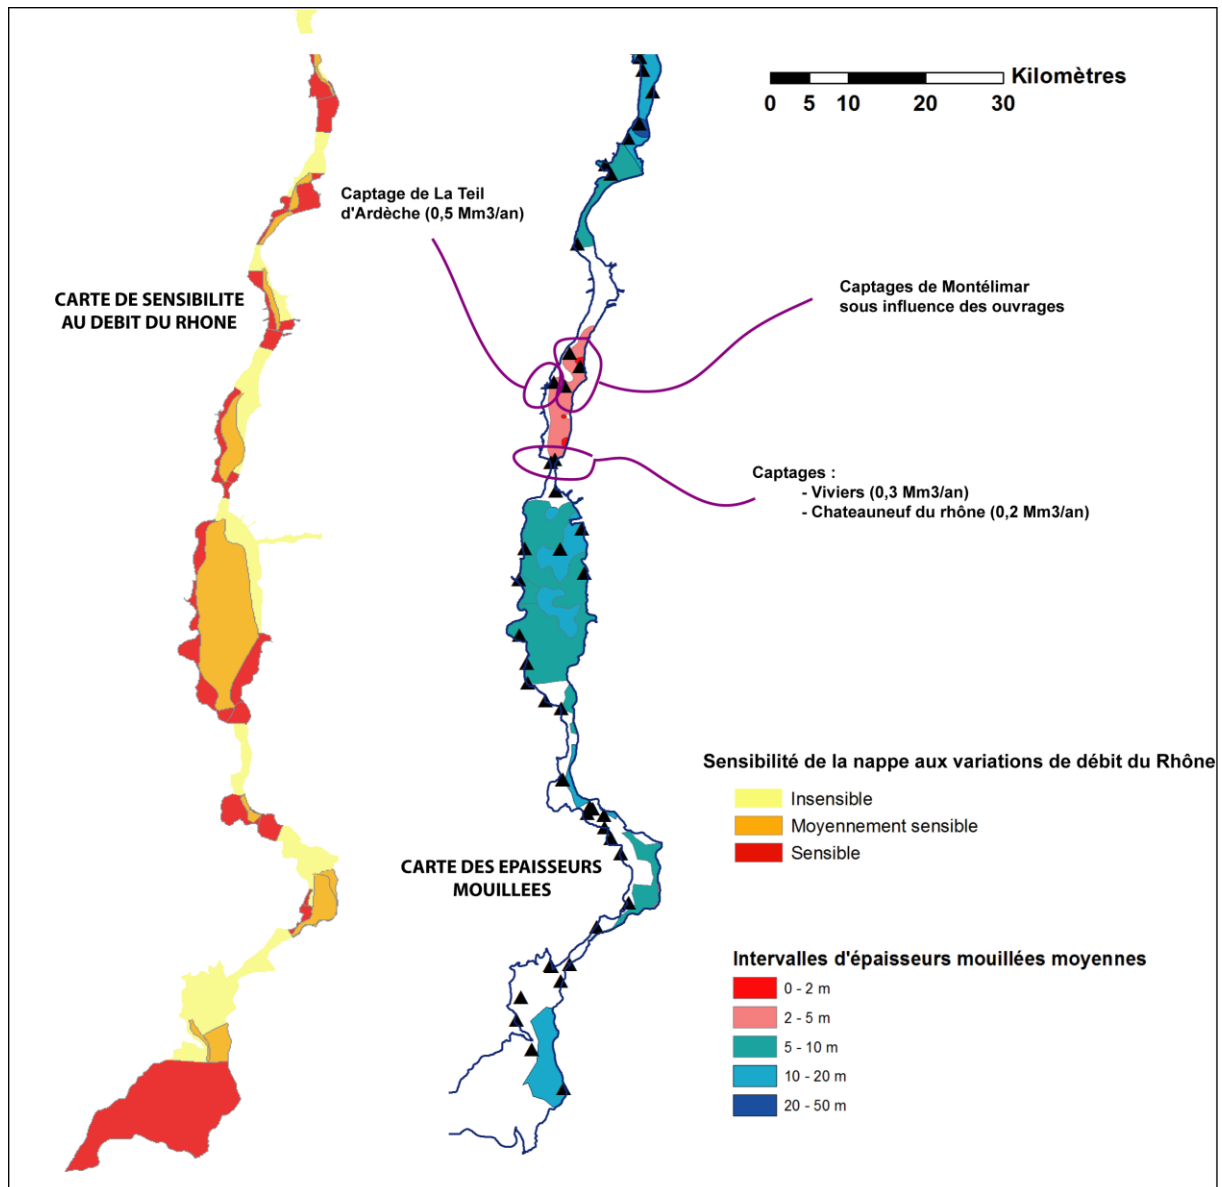 Kilomètres
0 5 10 20 30
Captage de La Teil
d'Ardèche (0,5 Mm3/an)
CARTE DE SENSIBILITE
AU DEBIT DU RHONE
Captages de Montélimar
sous influence des ouvrages
Captages :
- Viviers (0,3 Mm3/an)
- Chateauneuf du rhône (0,2 Mm3/an)
Sensibilité de la nappe aux variations de débit du Rhône
Insensible
Moyennement sensible
Sensible
CARTE DES EPAISSEURS
MOUILLEES
Intervalles d'épaisseurs mouillées moyennes
0 - 2 m
2 - 5 m
5 - 10 m
10 - 20 m
20 - 50 m